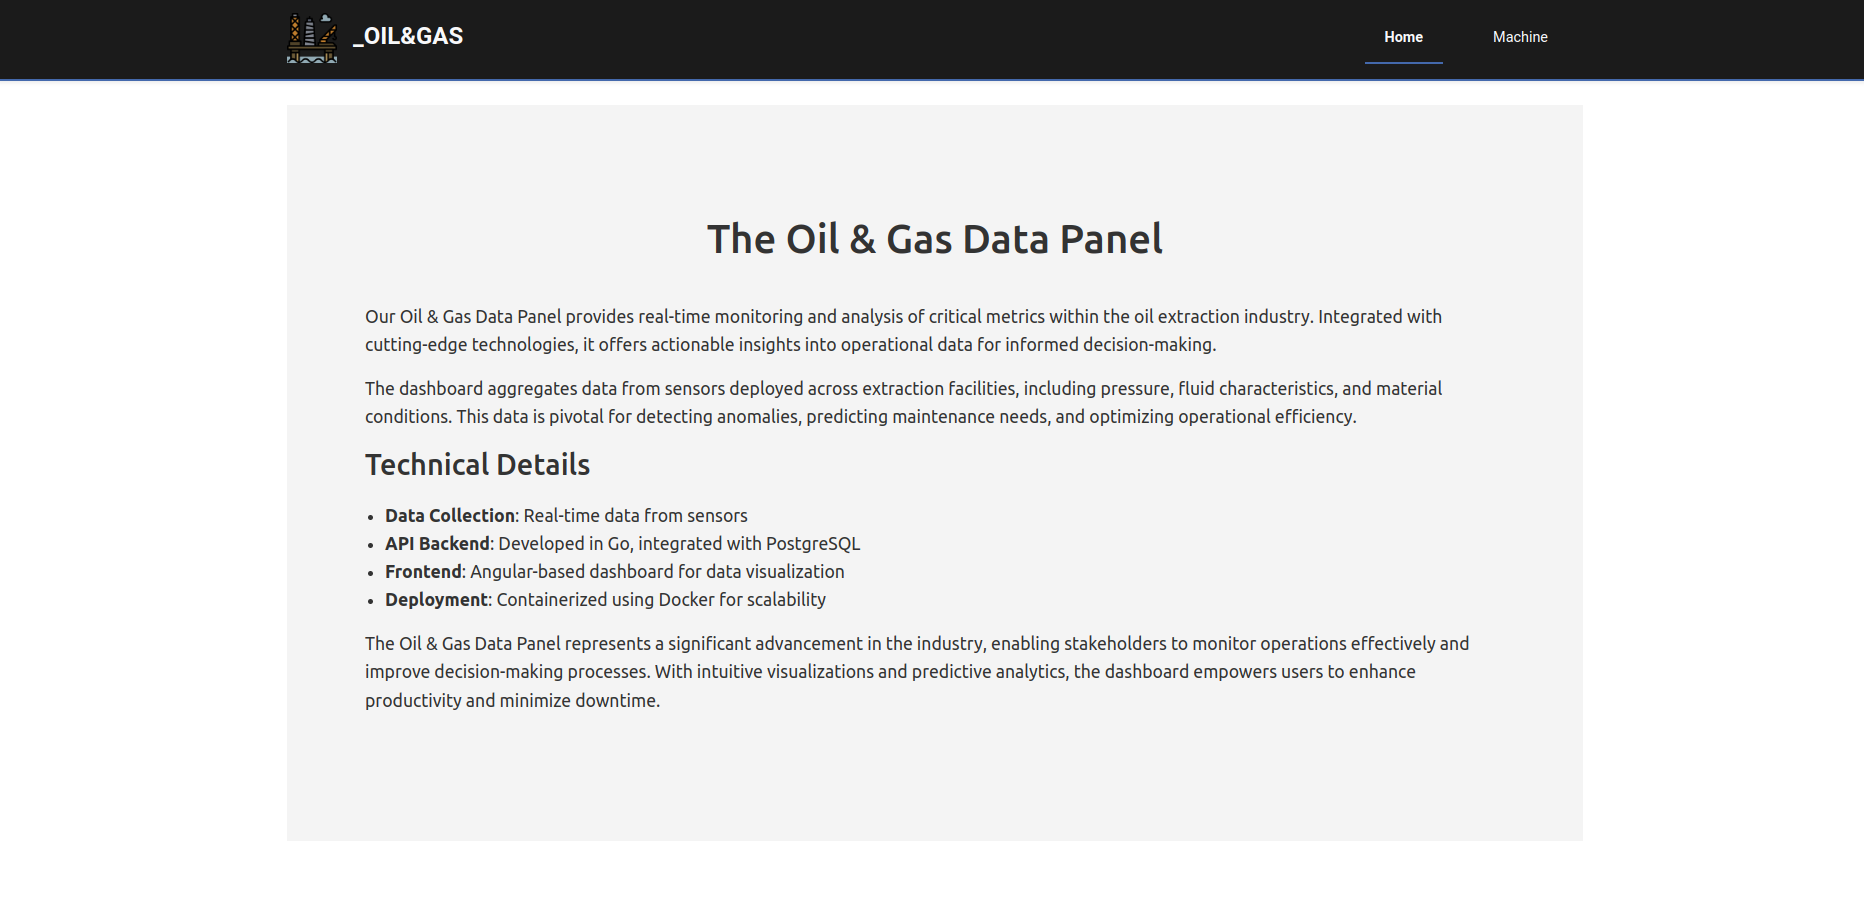 _OIL&GAS
Home
Machine
The Oil & Gas Data Panel
Our Oil & Gas Data Panel provides real-time monitoring and analysis of critical metrics within the oil extraction industry. Integrated with
cutting-edge technologies, it offers actionable insights into operational data for informed decision-making.
The dashboard aggregates data from sensors deployed across extraction facilities, including pressure, fluid characteristics, and material
conditions. This data is pivotal for detecting anomalies, predicting maintenance needs, and optimizing operational efficiency.
Technical Details
• Data Collection: Real-time data from sensors
• API Backend: Developed in Go, integrated with PostgreSQL
• Frontend: Angular-based dashboard for data visualization
• Deployment: Containerized using Docker for scalability
The Oil & Gas Data Panel represents a significant advancement in the industry, enabling stakeholders to monitor operations effectively and
improve decision-making processes. With intuitive visualizations and predictive analytics, the dashboard empowers users to enhance
productivity and minimize downtime.